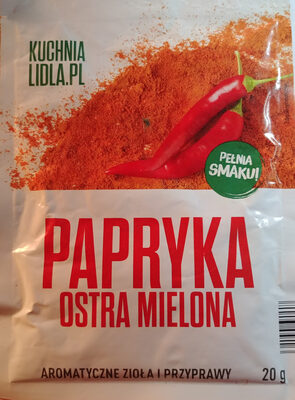 KUCHNIA
LIDLA.PL
PEŁNIA
SMAKU!
PAPRYKA
OSTRA MIELONA
AROMATYCZNE ZIOŁA I PRZYPRAWY
20 g